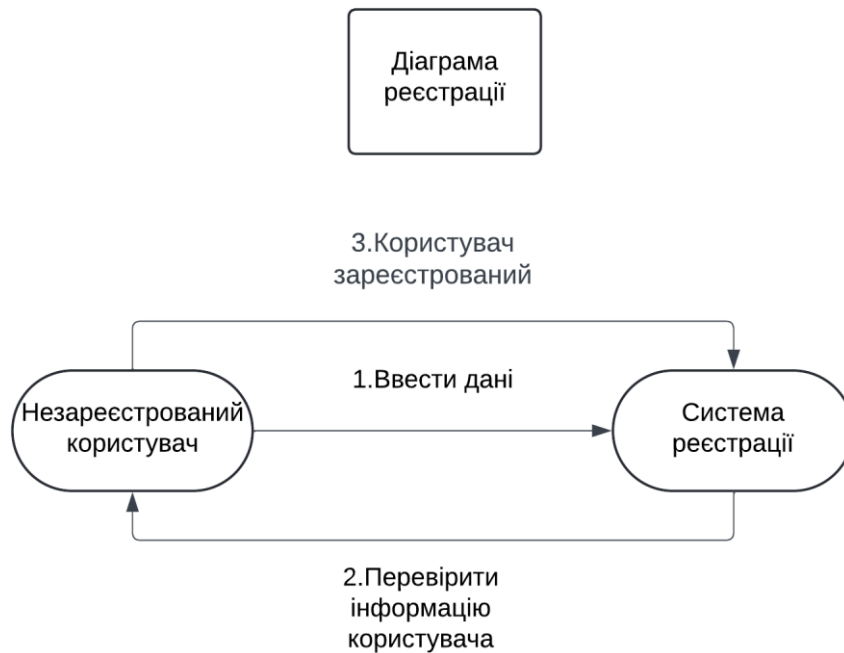 Діаграма
реєстрації
3.Користувач
зареєстрований
1.Ввести дані
Незареєстрований
користувач
Система
реєстрації
2.Перевірити
інформацію
користувача